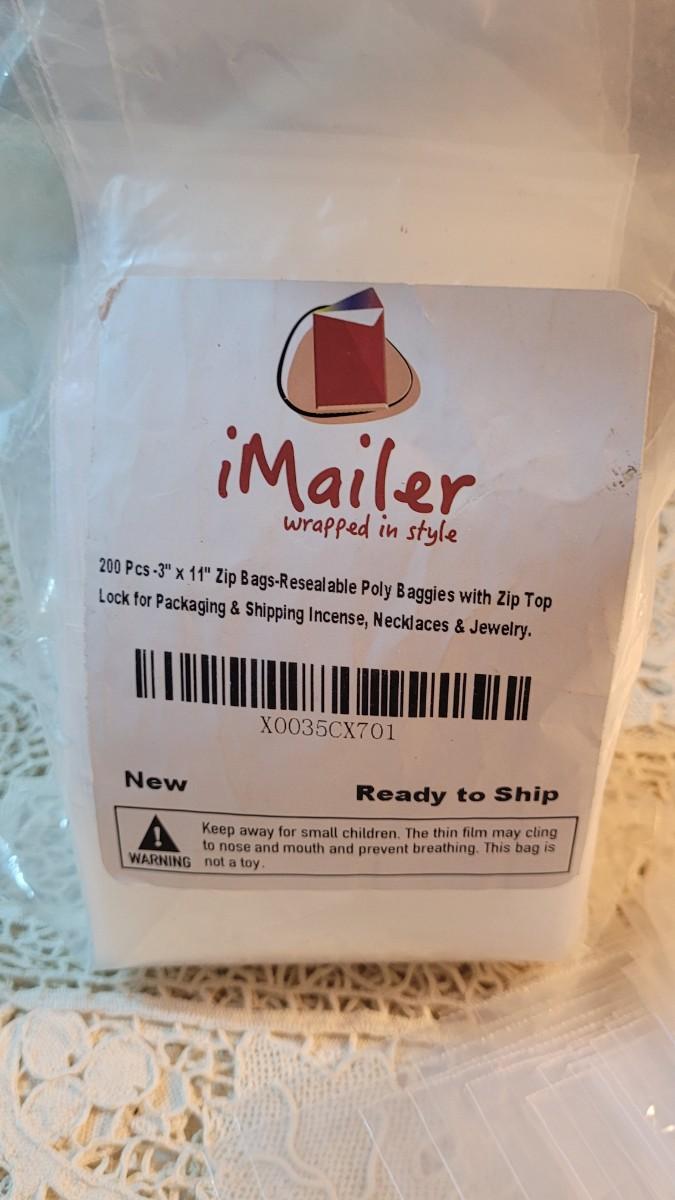 iMailer
wrapped in style
200 Pcs-3" x 11" Zip Bags-Resealable Poly Baggies with Zip Top
Lock for Packaging & Shipping Incense, Necklaces & Jewelry.
X0035CX701
New Ready to Ship
Keep away for small children. The thin film may cling
to nose and mouth and prevent breathing. This bag is
WARNING not a toy.